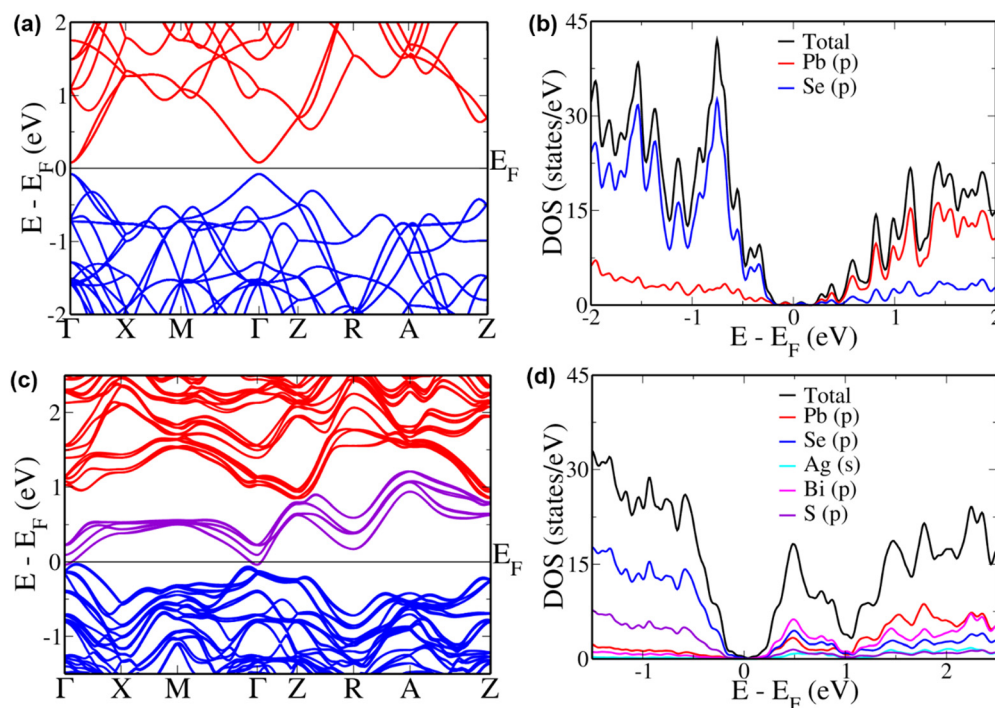 (a)
2
1
0
-1
-2
E - E_F (eV)
Γ X M Γ Z R A Z
E_F
(b)
45
30
15
0
DOS (states/eV)
Total
Pb (p)
Se (p)
-2 -1 0 1 2
E - E_F (eV)
(c)
2
1
0
-1
E - E_F (eV)
Γ X M Γ Z R A Z
E_F
(d)
45
30
15
0
DOS (states/eV)
Total
Pb (p)
Se (p)
Ag (s)
Bi (p)
S (p)
-1 0 1 2
E - E_F (eV)